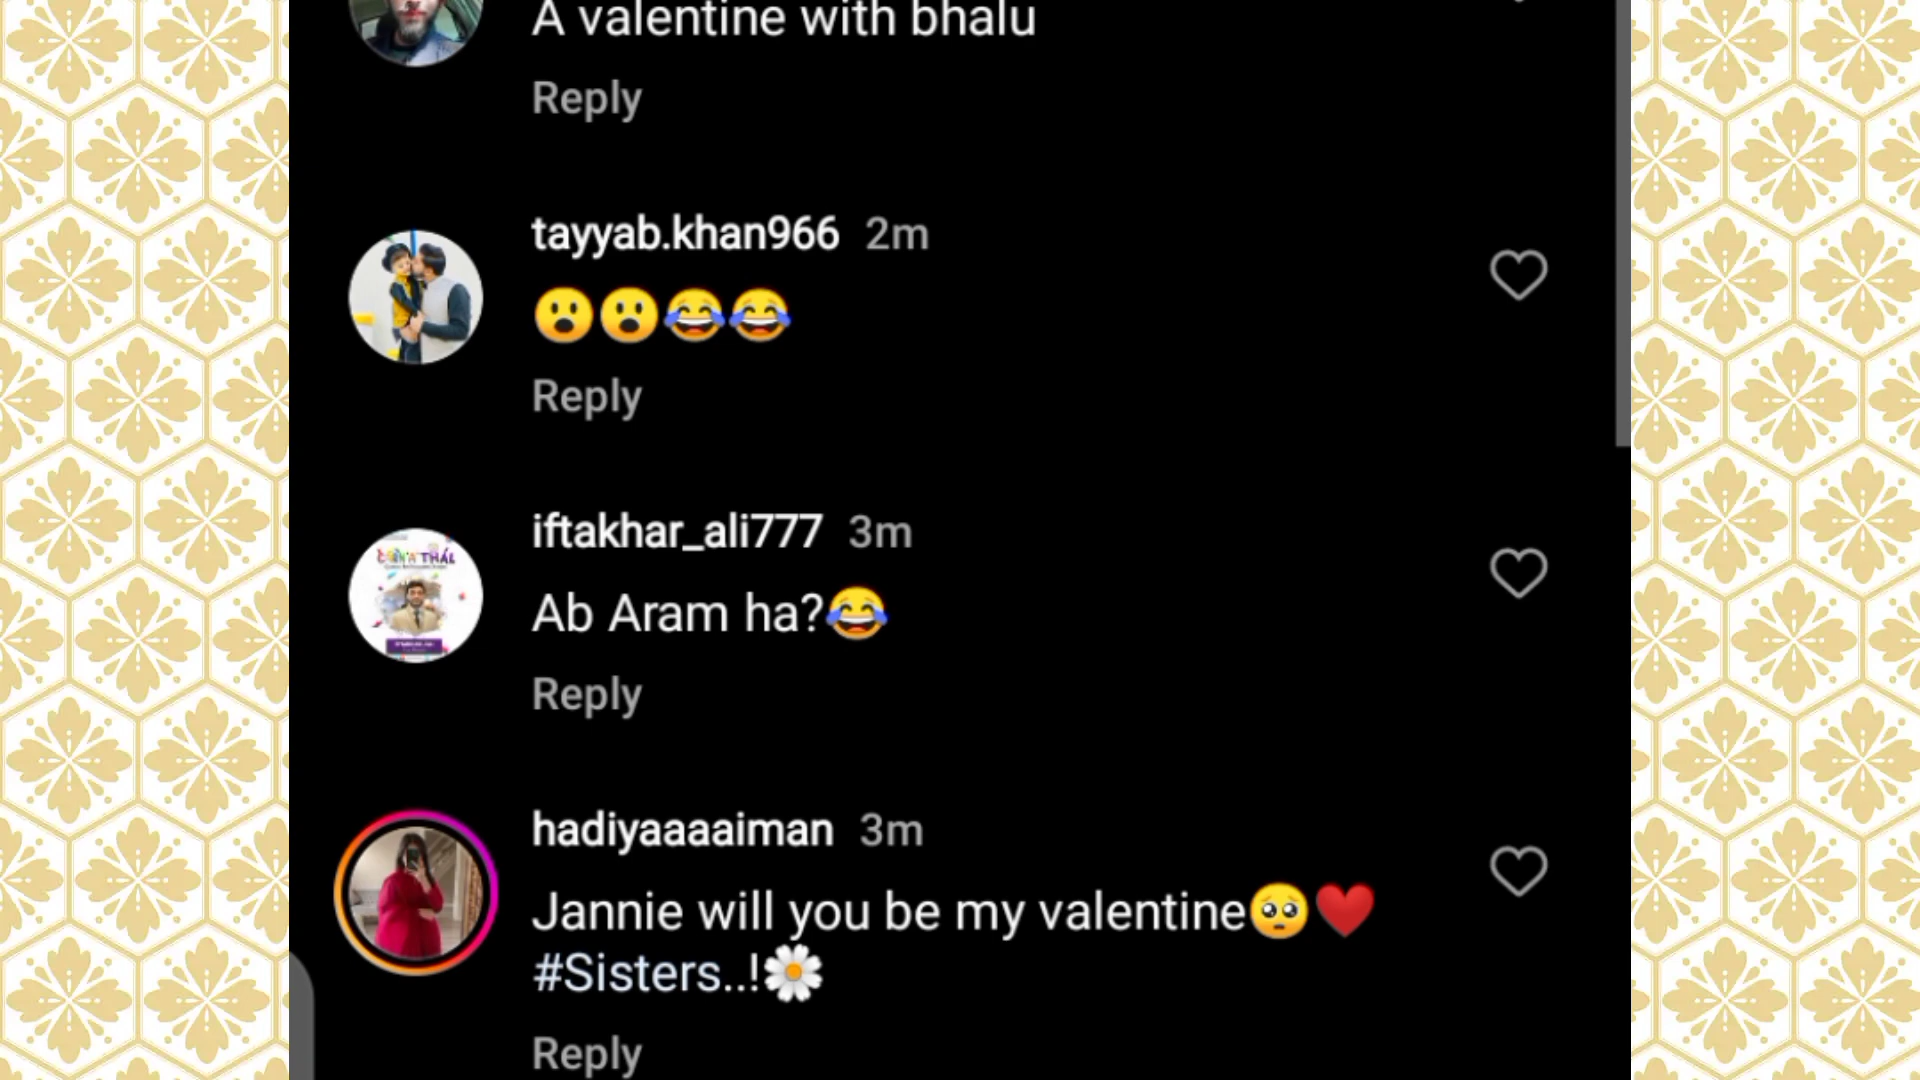 A valentine with bhalu
Reply
tayyab.khan966 2m
😮😮😂😂
Reply
iftakhar_ali777 3m
Ab Aram ha?😂
Reply
hadiyaaaaiman 3m
Jannie will you be my valentine🥺❤️
#Sisters..!🌼
Reply